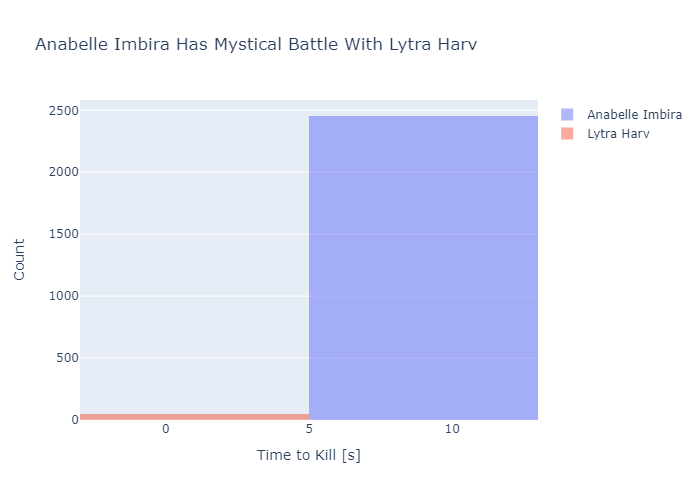 Anabelle Imbira Has Mystical Battle With Lytra Harv
2500
2000
1500
1000
500
0
Count
0 5 10
Time to Kill [s]
Anabelle Imbira
Lytra Harv